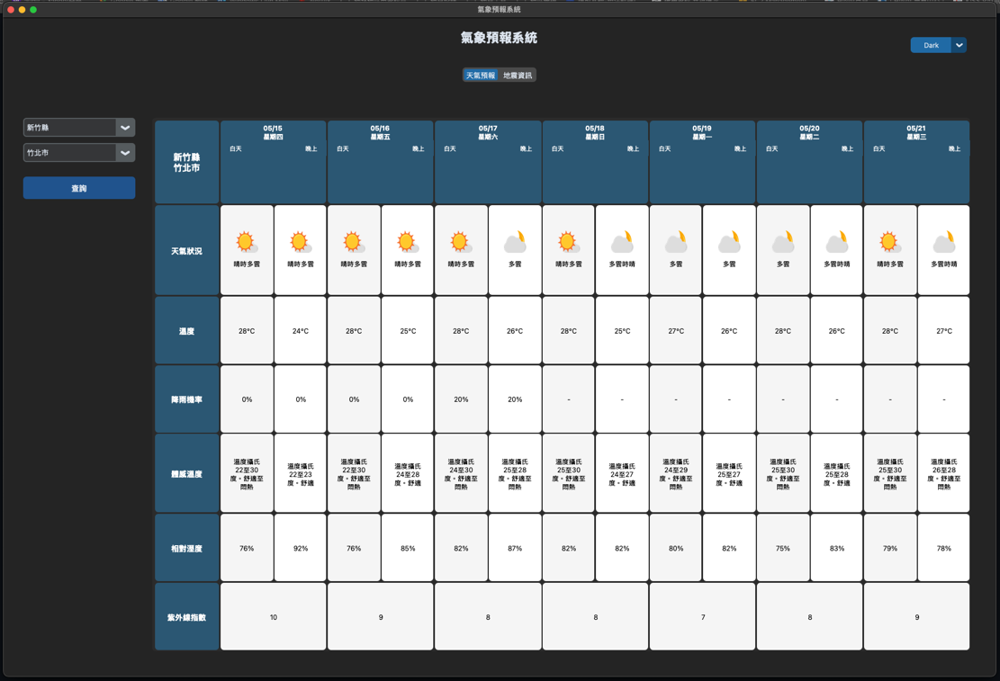 氣象預報系統
氣象預報系統
Dark
天氣預報 地震資訊
新竹縣
竹北市
查詢
新竹縣
竹北市
05/15
星期四
白天 晚上
05/16
星期五
白天 晚上
05/17
星期六
白天 晚上
05/18
星期日
白天 晚上
05/19
星期一
白天 晚上
05/20
星期二
白天 晚上
05/21
星期三
白天 晚上
天氣狀況
晴時多雲 晴時多雲 晴時多雲 晴時多雲 晴時多雲 多雲 晴時多雲 多雲時晴 多雲 多雲 多雲 多雲時晴 晴時多雲 多雲時晴
溫度 28°C 24°C 28°C 25°C 28°C 26°C 28°C 25°C 27°C 26°C 28°C 26°C 28°C 27°C
降雨機率 0% 0% 0% 0% 20% 20% - - - - - - - -
體感溫度
溫度攝氏
22至30
度。舒適至
悶熱
溫度攝氏
22至23
度。舒適
溫度攝氏
22至30
度。舒適至
悶熱
溫度攝氏
24至28
度。舒適
溫度攝氏
24至30
度。舒適至
悶熱
溫度攝氏
25至28
度。舒適至
悶熱
溫度攝氏
25至30
度。舒適至
悶熱
溫度攝氏
24至27
度。舒適
溫度攝氏
24至29
度。舒適至
悶熱
溫度攝氏
25至27
度。舒適
溫度攝氏
25至30
度。舒適至
悶熱
溫度攝氏
25至28
度。舒適至
悶熱
溫度攝氏
25至30
度。舒適至
悶熱
溫度攝氏
26至28
度。舒適至
悶熱
相對溼度 76% 92% 76% 85% 82% 87% 82% 82% 80% 82% 75% 83% 79% 78%
紫外線指數 10 9 8 8 7 8 9